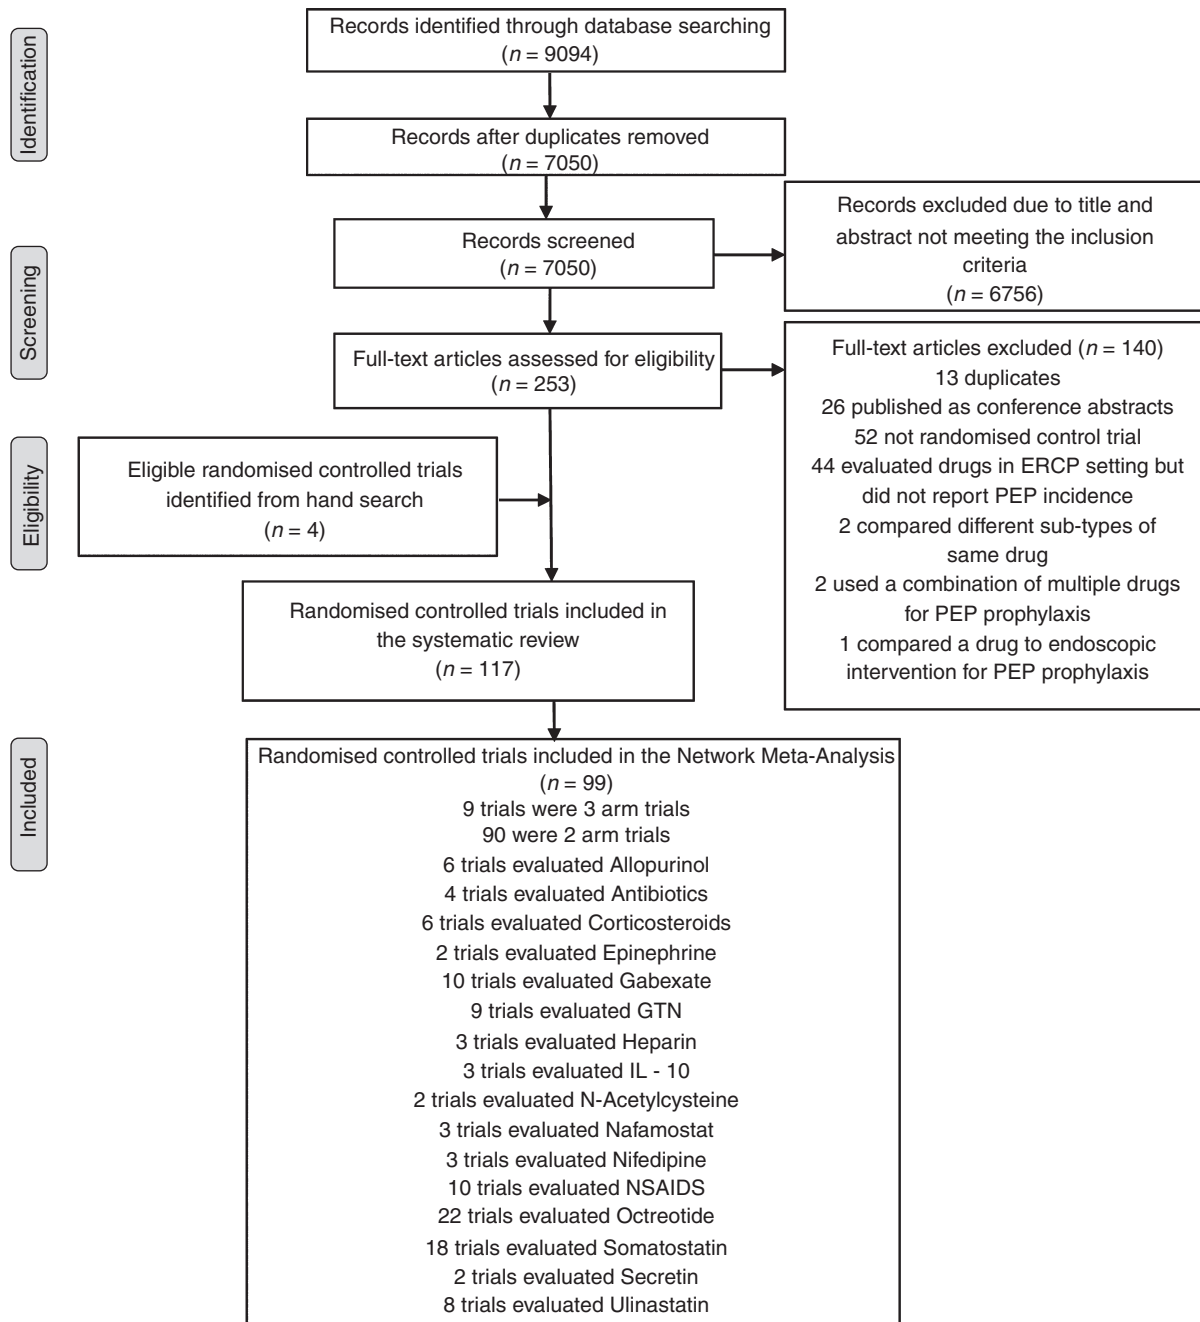 Identification
Records identified through database searching
(n = 9094)
Records after duplicates removed
(n = 7050)
Screening
Records screened
(n = 7050)
Records excluded due to title and
abstract not meeting the inclusion
criteria
(n = 6756)
Full-text articles assessed for eligibility
(n = 253)
Full-text articles excluded (n = 140)
13 duplicates
26 published as conference abstracts
52 not randomised control trial
44 evaluated drugs in ERCP setting but
did not report PEP incidence
2 compared different sub-types of
same drug
2 used a combination of multiple drugs
for PEP prophylaxis
1 compared a drug to endoscopic
intervention for PEP prophylaxis
Eligibility
Eligible randomised controlled trials
identified from hand search
(n = 4)
Randomised controlled trials included in
the systematic review
(n = 117)
Included
Randomised controlled trials included in the Network Meta-Analysis
(n = 99)
9 trials were 3 arm trials
90 were 2 arm trials
6 trials evaluated Allopurinol
4 trials evaluated Antibiotics
6 trials evaluated Corticosteroids
2 trials evaluated Epinephrine
10 trials evaluated Gabexate
9 trials evaluated GTN
3 trials evaluated Heparin
3 trials evaluated IL - 10
2 trials evaluated N-Acetylcysteine
3 trials evaluated Nafamostat
3 trials evaluated Nifedipine
10 trials evaluated NSAIDS
22 trials evaluated Octreotide
18 trials evaluated Somatostatin
2 trials evaluated Secretin
8 trials evaluated Ulinastatin